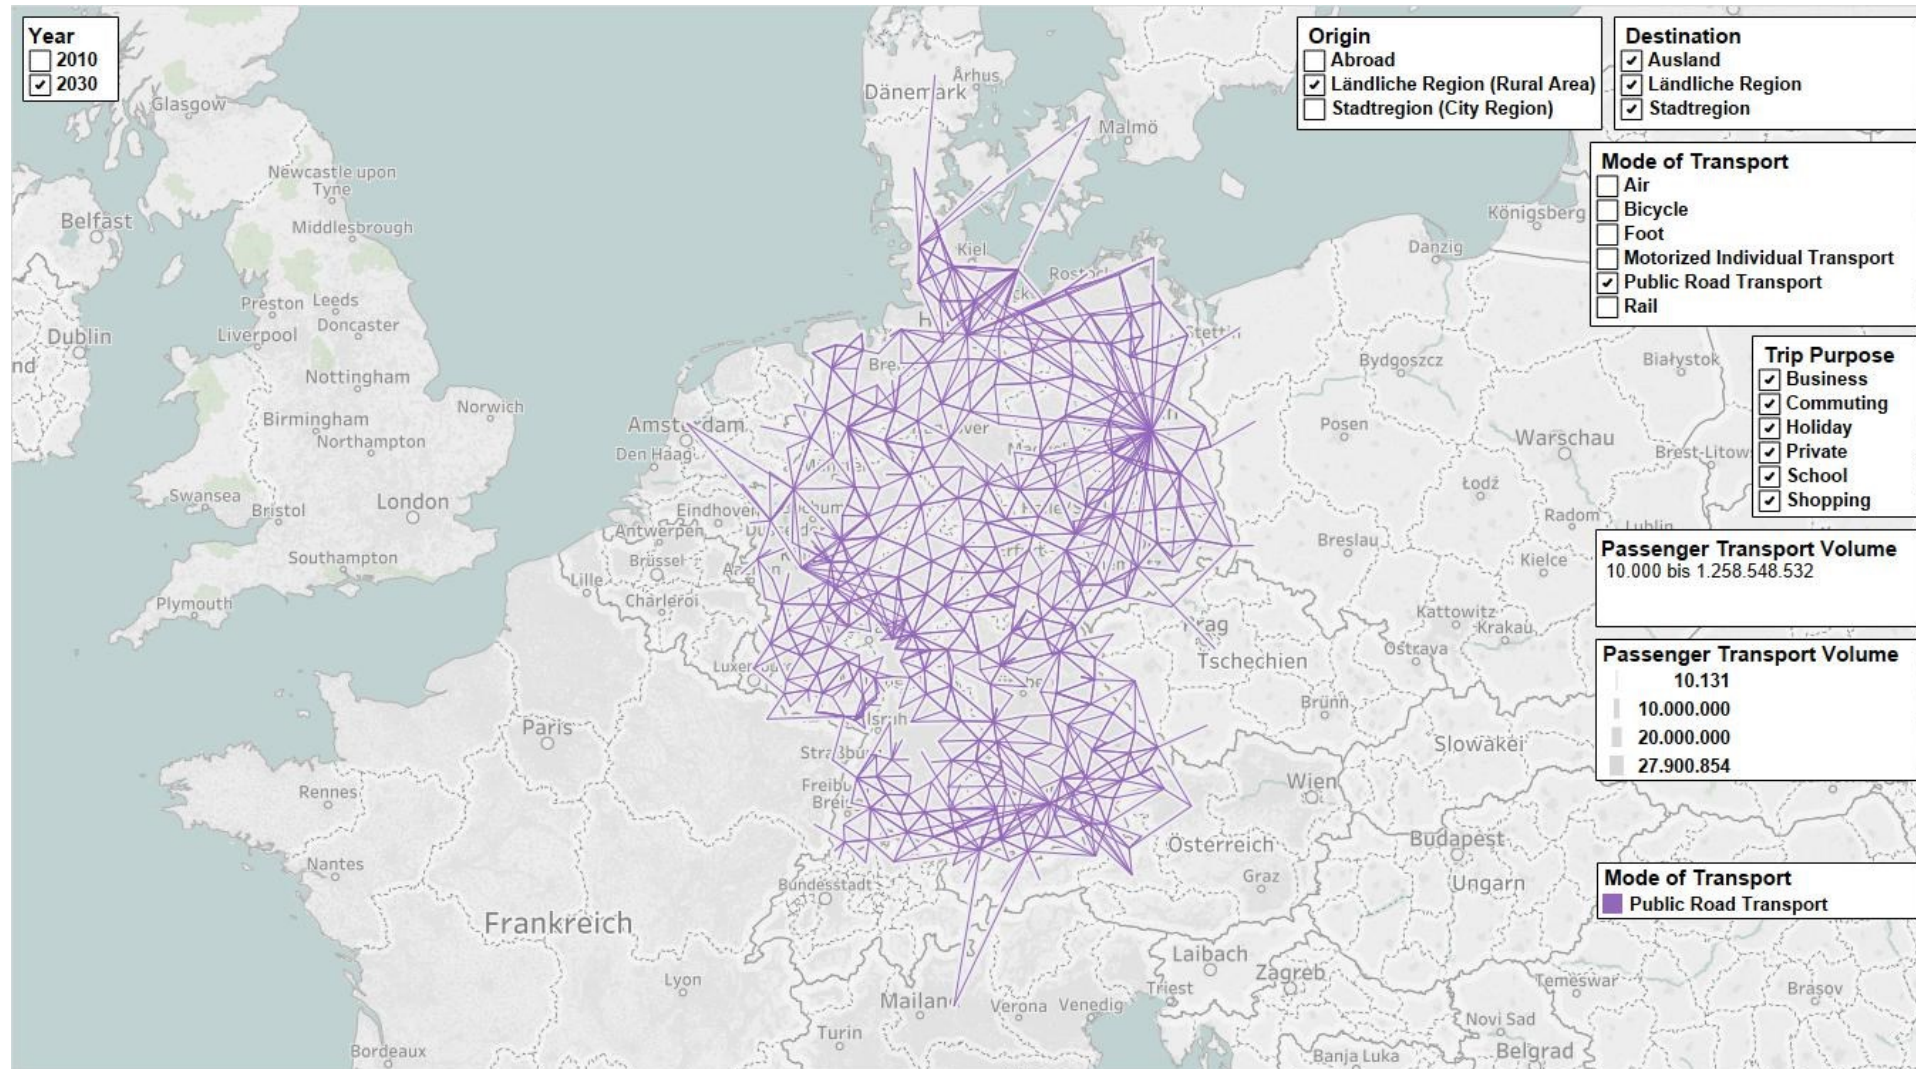 Year
2010
2030
Origin
Abroad
Ländliche Region (Rural Area)
Stadtregion (City Region)
Destination
Ausland
Ländliche Region
Stadtregion
Mode of Transport
Air
Bicycle
Foot
Motorized Individual Transport
Public Road Transport
Rail
Trip Purpose
Business
Commuting
Holiday
Private
School
Shopping
Passenger Transport Volume
10.000 bis 1.258.548.532
Passenger Transport Volume
10.131
10.000.000
20.000.000
27.900.854
Mode of Transport
Public Road Transport
Glasgow
Århus
Dänemark
Malmö
Newcastle upon
Tyne
Belfast
Middlesbrough
Königsberg
Kiel
Danzig
Rostock
Preston
Leeds
Dublin
Liverpool
Doncaster
Bydgoszcz
Białystok
Nottingham
Norwich
Birmingham
Northampton
Amsterdam
Posen
Warschau
Den Haag
Brest-Litow
Swansea
London
Łodź
Bristol
Eindhoven
Radom
Lublin
Antwerpen
Breslau
Southampton
Brüssel
Kielce
Lille
Plymouth
Charleroi
Kattowitz
Krakau
Prag
Ostrava
Tschechien
Brünn
Paris
Slowakei
Rennes
Wien
Nantes
Österreich
Budapest
Bundesstadt
Graz
Ungarn
Frankreich
Laibach
Zagreb
Lyon
Temeswar
Mailan
Verona
Venedig
Triest
Brașov
Turin
Novi Sad
Bordeaux
Banja Luka
Belgrad